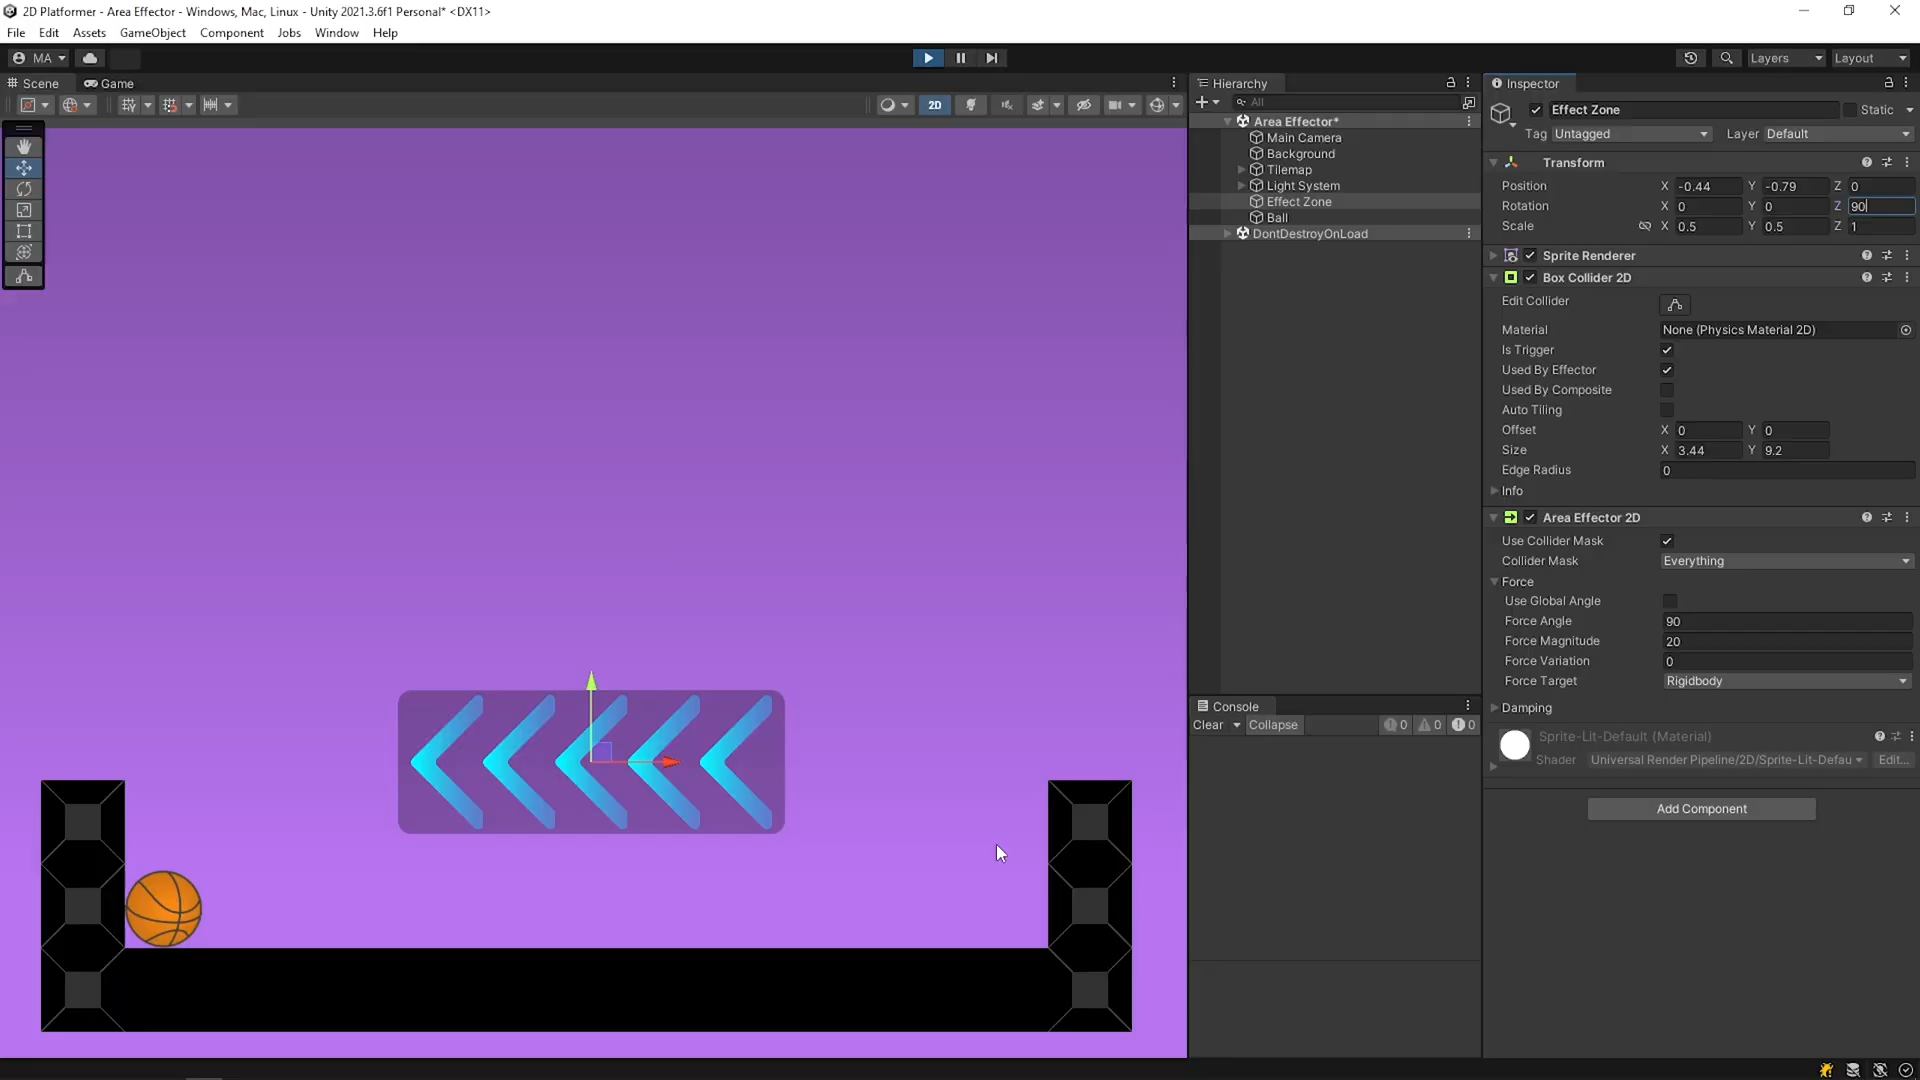 2D Platformer - Area Effector - Windows, Mac, Linux - Unity 2021.3.6f1 Personal* <DX11>
File Edit Assets GameObject Component Jobs Window Help
MA Layers Layout
Scene Game
2D
Hierarchy
All
Area Effector*
Main Camera
Background
Tilemap
Light System
Effect Zone
Ball
DontDestroyOnLoad
Console
Clear Collapse 0 0 0
Inspector
Effect Zone Static
Tag Untagged Layer Default
Transform
Position X -0.44 Y -0.79 Z 0
Rotation X 0 Y 0 Z 90
Scale X 0.5 Y 0.5 Z 1
Sprite Renderer
Box Collider 2D
Edit Collider
Material None (Physics Material 2D)
Is Trigger
Used By Effector
Used By Composite
Auto Tiling
Offset X 0 Y 0
Size X 3.44 Y 9.2
Edge Radius 0
Info
Area Effector 2D
Use Collider Mask
Collider Mask Everything
Force
Use Global Angle
Force Angle 90
Force Magnitude 20
Force Variation 0
Force Target Rigidbody
Damping
Sprite-Lit-Default (Material)
Shader Universal Render Pipeline/2D/Sprite-Lit-Defau Edit...
Add Component